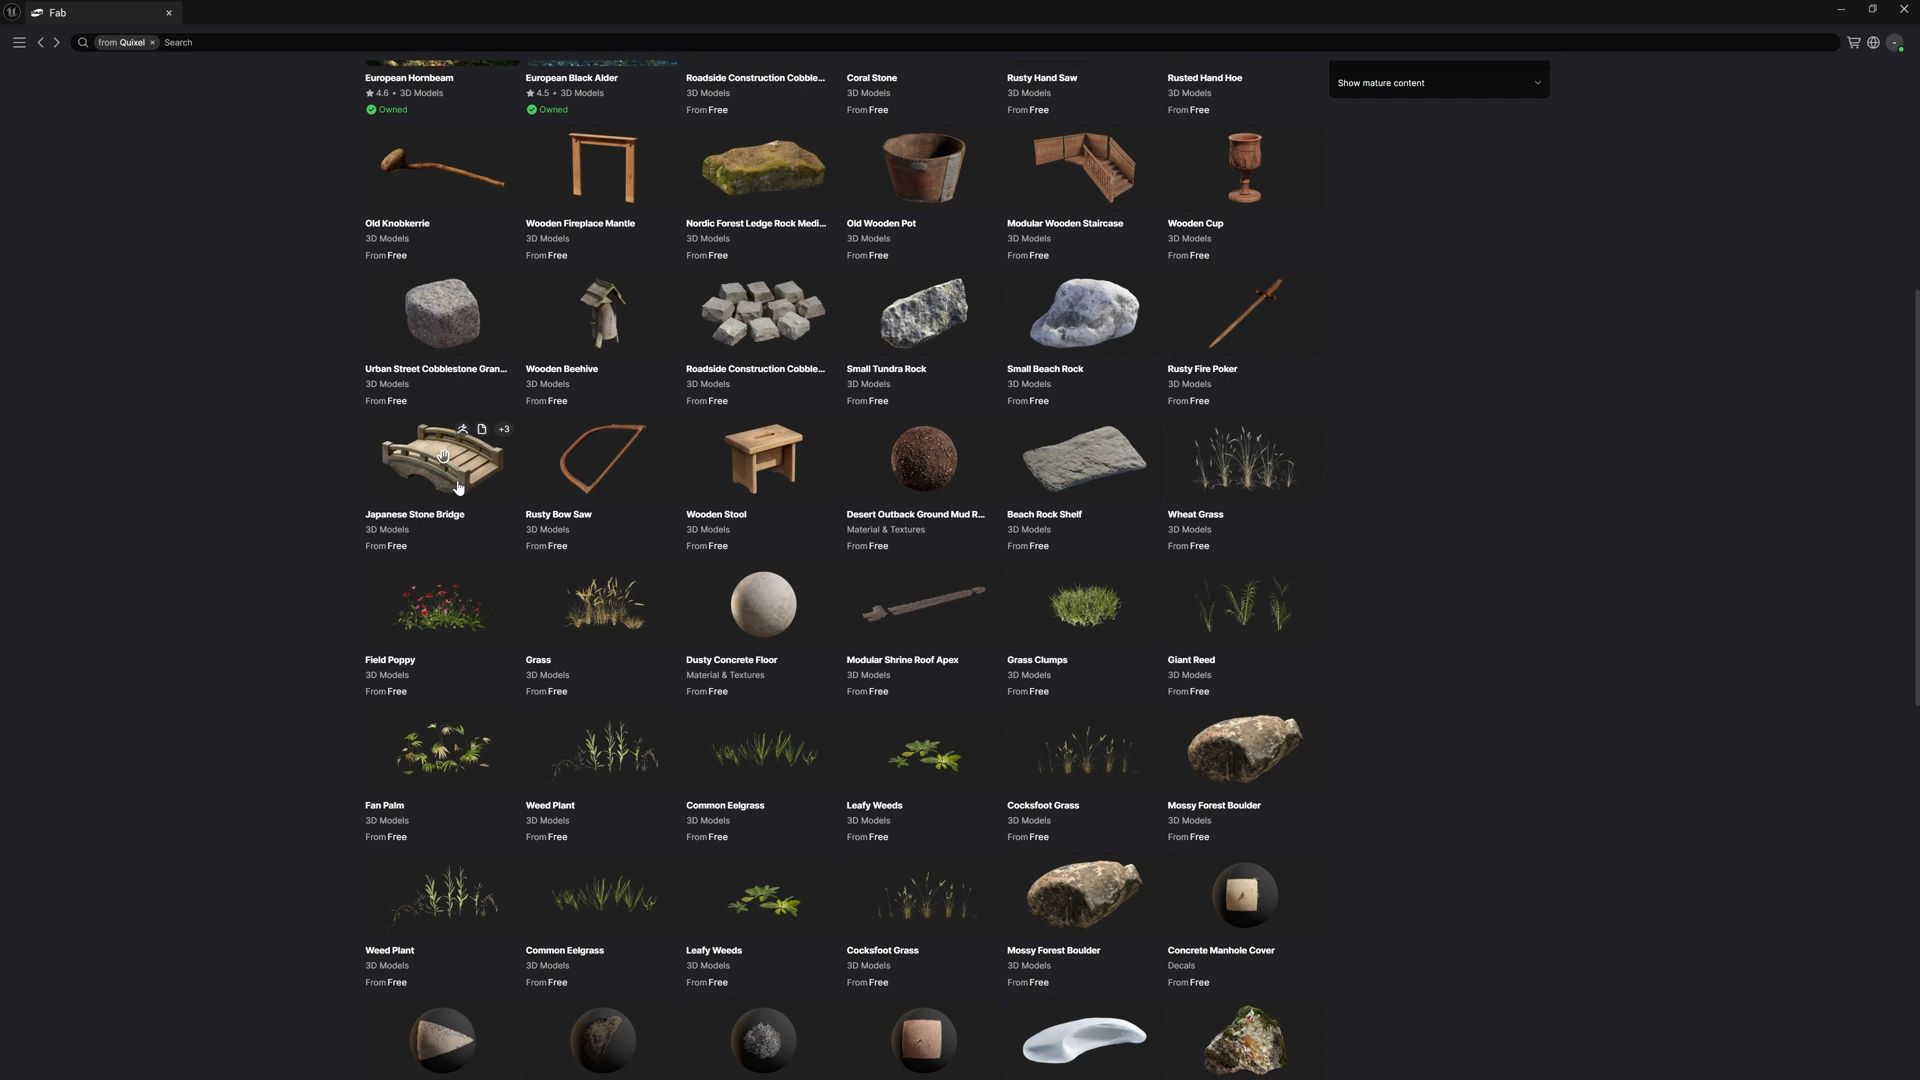 Fab
from Quixel × Search
European Hornbeam
European Black Alder
Roadside Construction Cobble...
Coral Stone
Rusty Hand Saw
Rusted Hand Hoe
Show mature content
4.6 • 3D Models
4.5 • 3D Models
3D Models
3D Models
3D Models
3D Models
Owned
Owned
From Free
From Free
From Free
From Free
Old Knobkerrie
Wooden Fireplace Mantle
Nordic Forest Ledge Rock Medi...
Old Wooden Pot
Modular Wooden Staircase
Wooden Cup
3D Models
3D Models
3D Models
3D Models
3D Models
3D Models
From Free
From Free
From Free
From Free
From Free
From Free
Urban Street Cobblestone Gran...
Wooden Beehive
Roadside Construction Cobble...
Small Tundra Rock
Small Beach Rock
Rusty Fire Poker
3D Models
3D Models
3D Models
3D Models
3D Models
3D Models
From Free
From Free
From Free
From Free
From Free
From Free
+3
Japanese Stone Bridge
Rusty Bow Saw
Wooden Stool
Desert Outback Ground Mud R...
Beach Rock Shelf
Wheat Grass
3D Models
3D Models
3D Models
Material & Textures
3D Models
3D Models
From Free
From Free
From Free
From Free
From Free
From Free
Field Poppy
Grass
Dusty Concrete Floor
Modular Shrine Roof Apex
Grass Clumps
Giant Reed
3D Models
3D Models
Material & Textures
3D Models
3D Models
3D Models
From Free
From Free
From Free
From Free
From Free
From Free
Fan Palm
Weed Plant
Common Eelgrass
Leafy Weeds
Cocksfoot Grass
Mossy Forest Boulder
3D Models
3D Models
3D Models
3D Models
3D Models
3D Models
From Free
From Free
From Free
From Free
From Free
From Free
Weed Plant
Common Eelgrass
Leafy Weeds
Cocksfoot Grass
Mossy Forest Boulder
Concrete Manhole Cover
3D Models
3D Models
3D Models
3D Models
3D Models
Decals
From Free
From Free
From Free
From Free
From Free
From Free